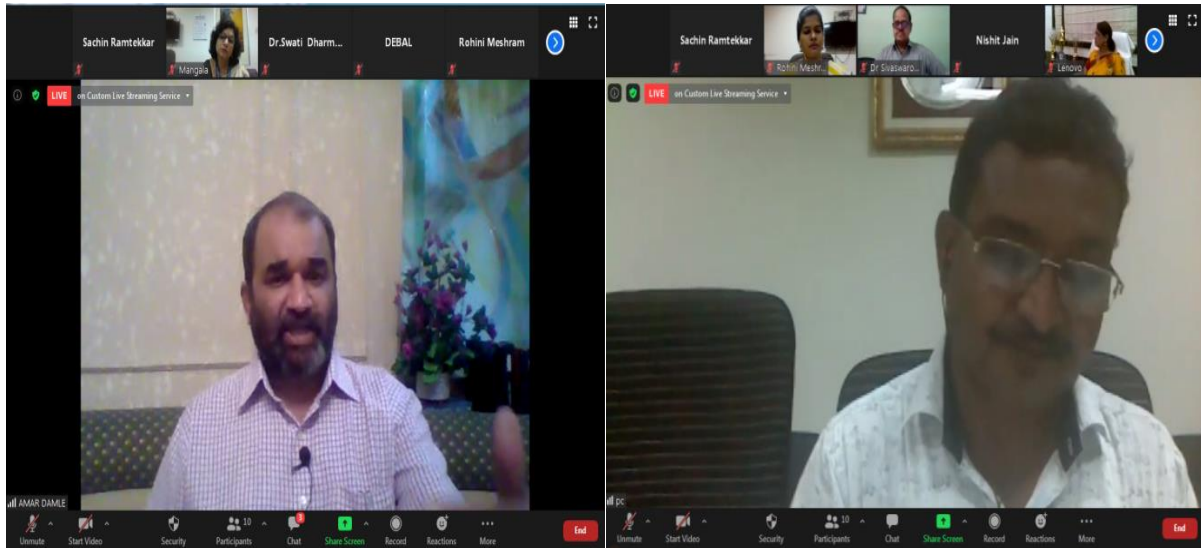 Sachin Ramtekkar
Mangala
Dr.Swati Dharm...
DEBAL
Rohini Meshram
LIVE on Custom Live Streaming Service
AMAR DAMLE
Unmute
Start Video
Security
10
Participants
3
Chat
Share Screen
Record
Reactions
More
End
Sachin Ramtekkar
Rohini Meshr...
Dr Sivaswaro...
Nishit Jain
Lenovo
LIVE on Custom Live Streaming Service
pc
Unmute
Start Video
Security
10
Participants
Chat
Share Screen
Record
Reactions
More
End